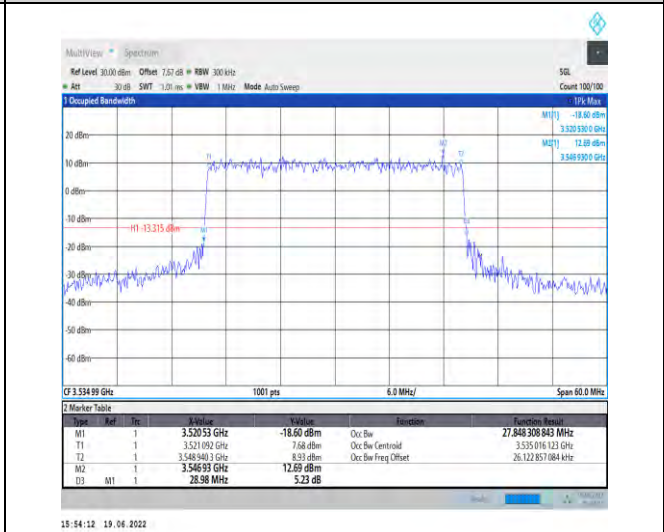 MultiView Spectrum
Ref Level 30.00 dBm Offset 7.67 dB RBW 300 kHz SGL
Att 30 dB SWT 1.01 ms VBW 1 MHz Mode Auto Sweep Count 100/100
1 Occupied Bandwidth 1Pk Max
M1[1] -18.60 dBm
3.520 530 0 GHz
M2[1] 12.69 dBm
3.546 930 0 GHz
20 dBm
M2
T1 T2
10 dBm
0 dBm
-10 dBm
H1 -13.315 dBm M1
-20 dBm
-30 dBm
-40 dBm
-50 dBm
-60 dBm
CF 3.534 99 GHz 1001 pts 6.0 MHz/ Span 60.0 MHz
2 Marker Table
Type Ref Trc X-Value Y-Value Function Function Result
M1 1 3.520 53 GHz -18.60 dBm Occ Bw 27.848 308 843 MHz
T1 1 3.521 092 GHz 7.68 dBm Occ Bw Centroid 3.535 016 123 GHz
T2 1 3.548 940 3 GHz 8.93 dBm Occ Bw Freq Offset 26.122 857 084 kHz
M2 1 3.546 93 GHz 12.69 dBm
D3 M1 1 28.98 MHz 5.23 dB
15:54:12 19.06.2022